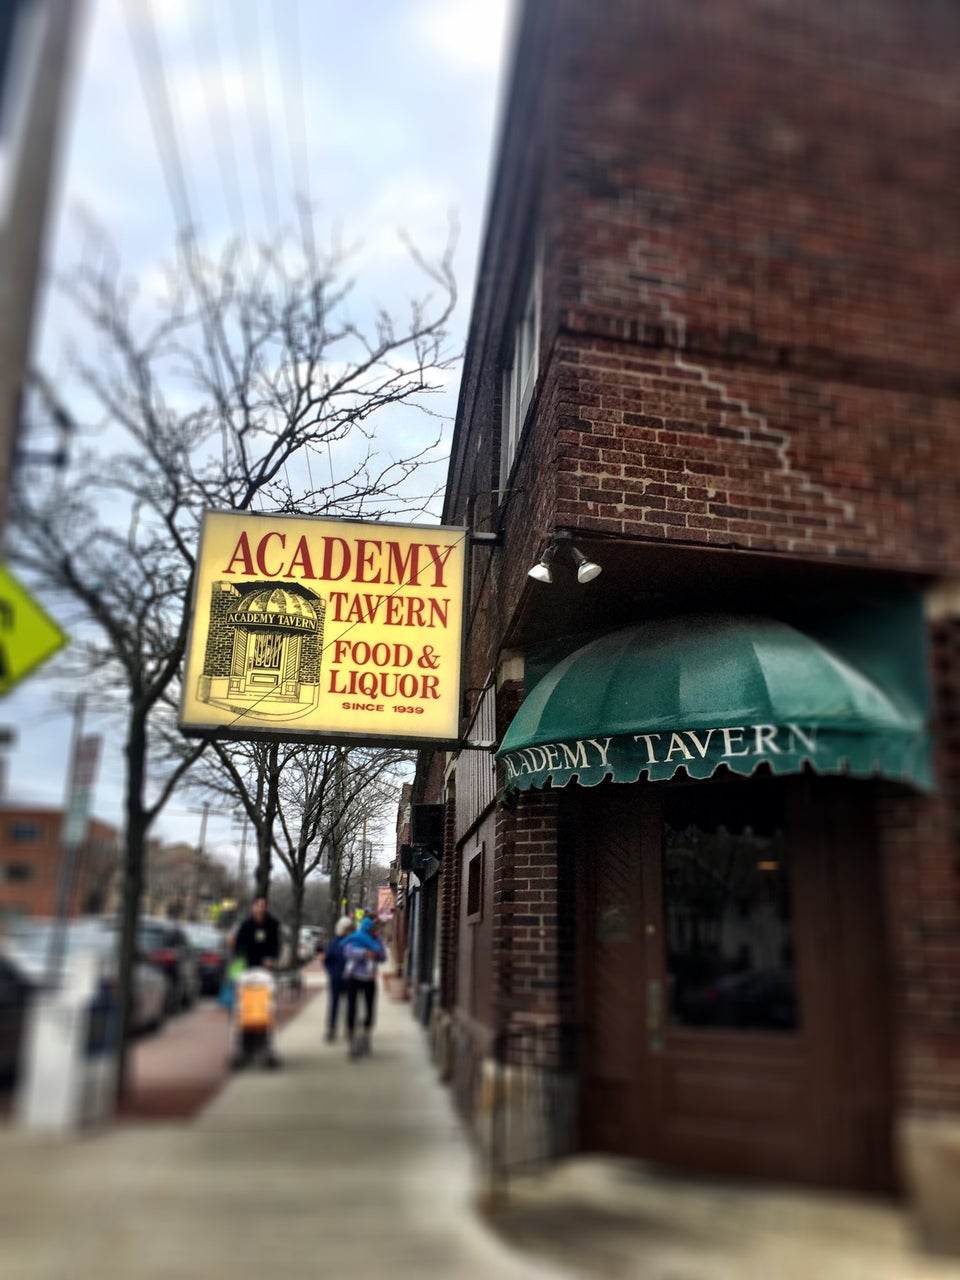 ACADEMY
TAVERN
ACADEMY TAVERN
FOOD &
LIQUOR
SINCE 1939
ACADEMY TAVERN